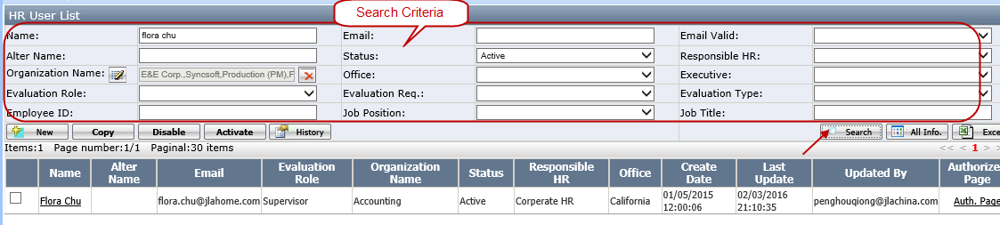 HR User List
Search Criteria
Name: flora chu Email: Email Valid:
Alter Name: Status: Active Responsible HR:
Organization Name: E&E Corp.,Syncsoft,Production (PM),F Office: Executive:
Evaluation Role: Evaluation Req.: Evaluation Type:
Employee ID: Job Position: Job Title:
New Copy Disable Activate History Search All Info. Exce
Items:1 Page number:1/1 Paginal:30 items << < 1 > >
Name Alter Name Email Evaluation Role Organization Name Status Responsible HR Office Create Date Last Update Updated By Authorize Page
Flora Chu flora.chu@jlahome.com Supervisor Accounting Active Corperate HR California 01/05/2015 12:00:06 02/03/2016 21:10:35 penghouqiong@jlachina.com Auth. Page